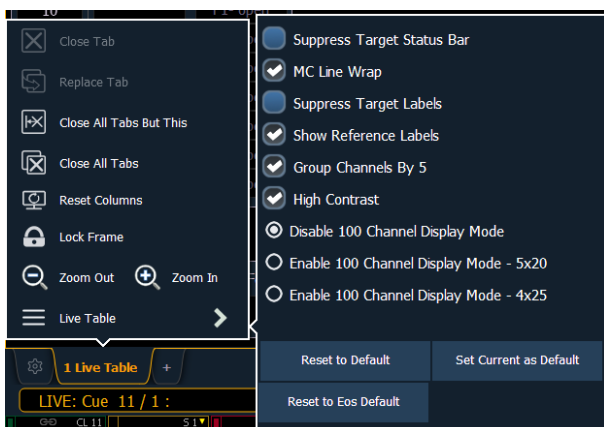 10
Close Tab
Replace Tab
Close All Tabs But This
Close All Tabs
Reset Columns
Lock Frame
Zoom Out Zoom In
Live Table
Suppress Target Status Bar
MC Line Wrap
Suppress Target Labels
Show Reference Labels
Group Channels By 5
High Contrast
Disable 100 Channel Display Mode
Enable 100 Channel Display Mode - 5x20
Enable 100 Channel Display Mode - 4x25
Reset to Default Set Current as Default
Reset to Eos Default
1 Live Table +
LIVE: Cue 11 / 1 :
CL 11 S 1